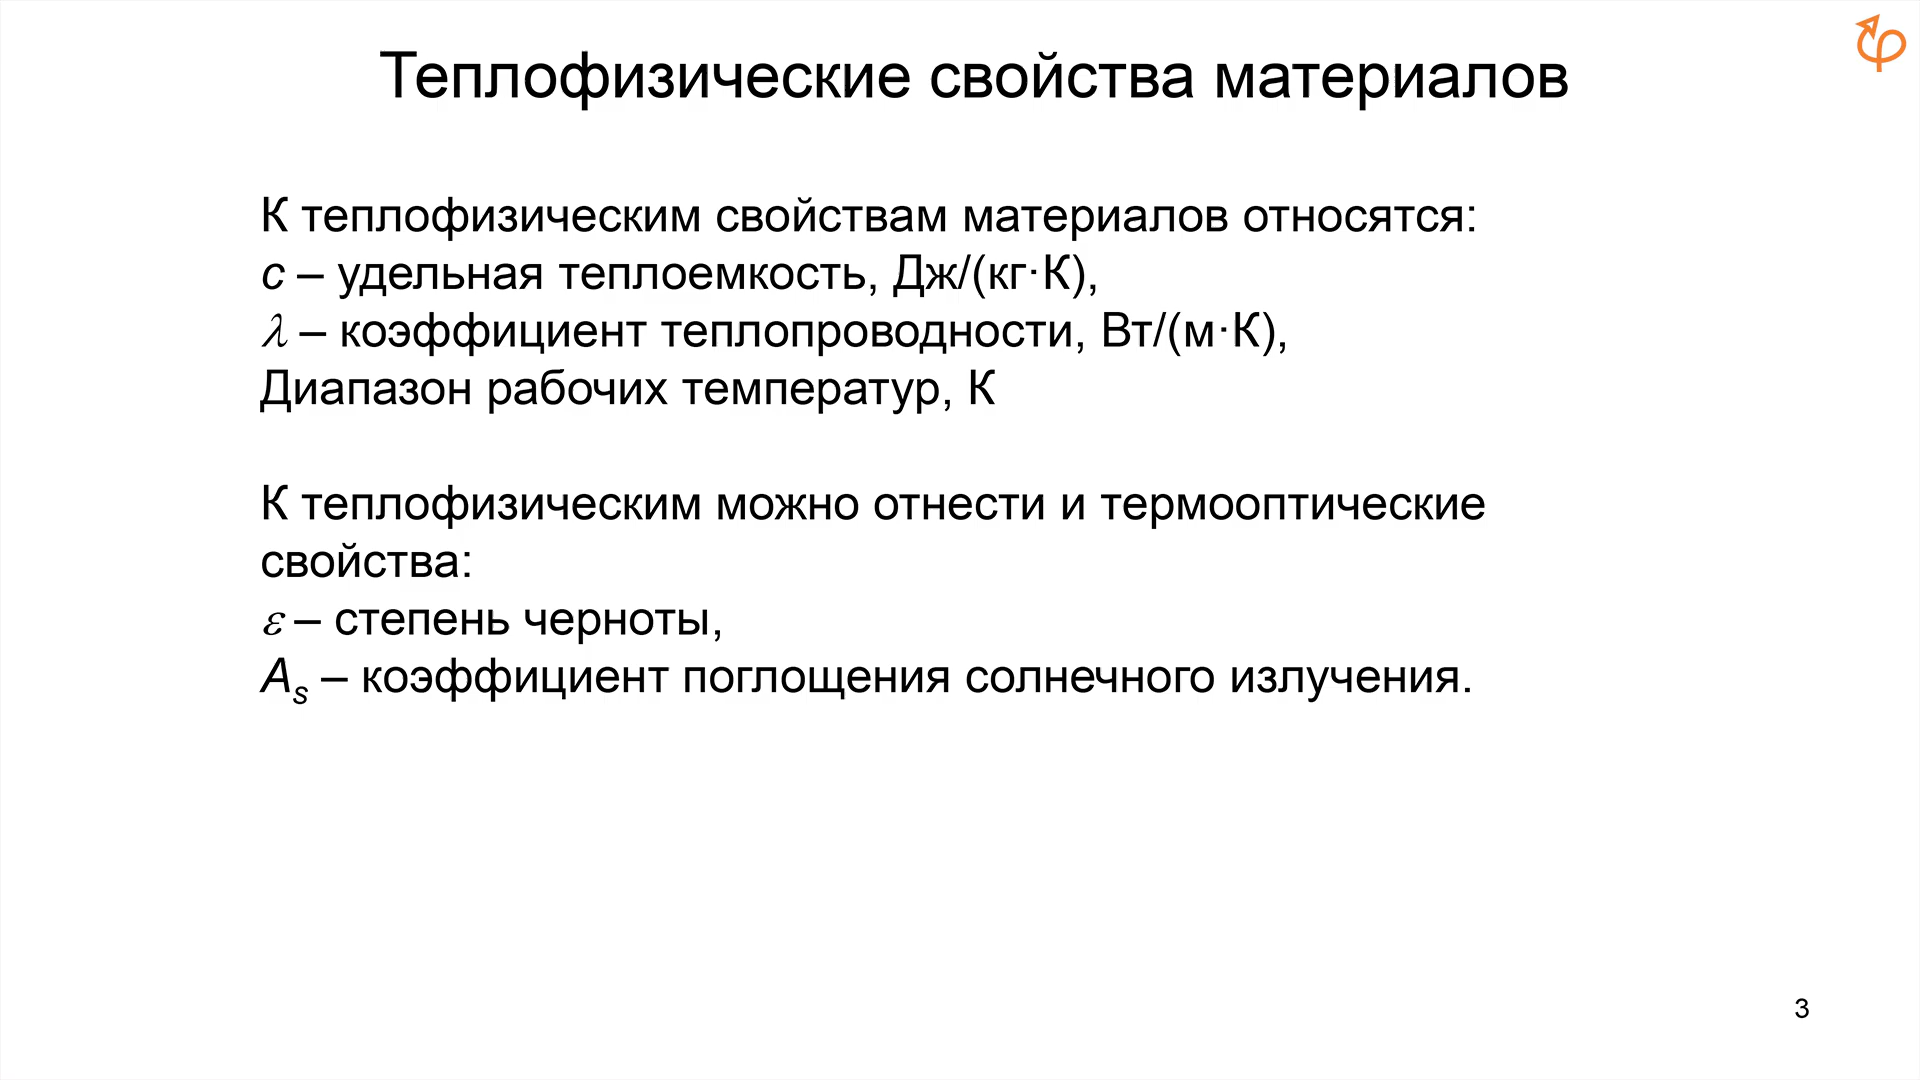 Теплофизические свойства материалов
К теплофизическим свойствам материалов относятся:
c – удельная теплоемкость, Дж/(кг·К),
λ – коэффициент теплопроводности, Вт/(м·К),
Диапазон рабочих температур, К
К теплофизическим можно отнести и термооптические
свойства:
ε – степень черноты,
As – коэффициент поглощения солнечного излучения.
3